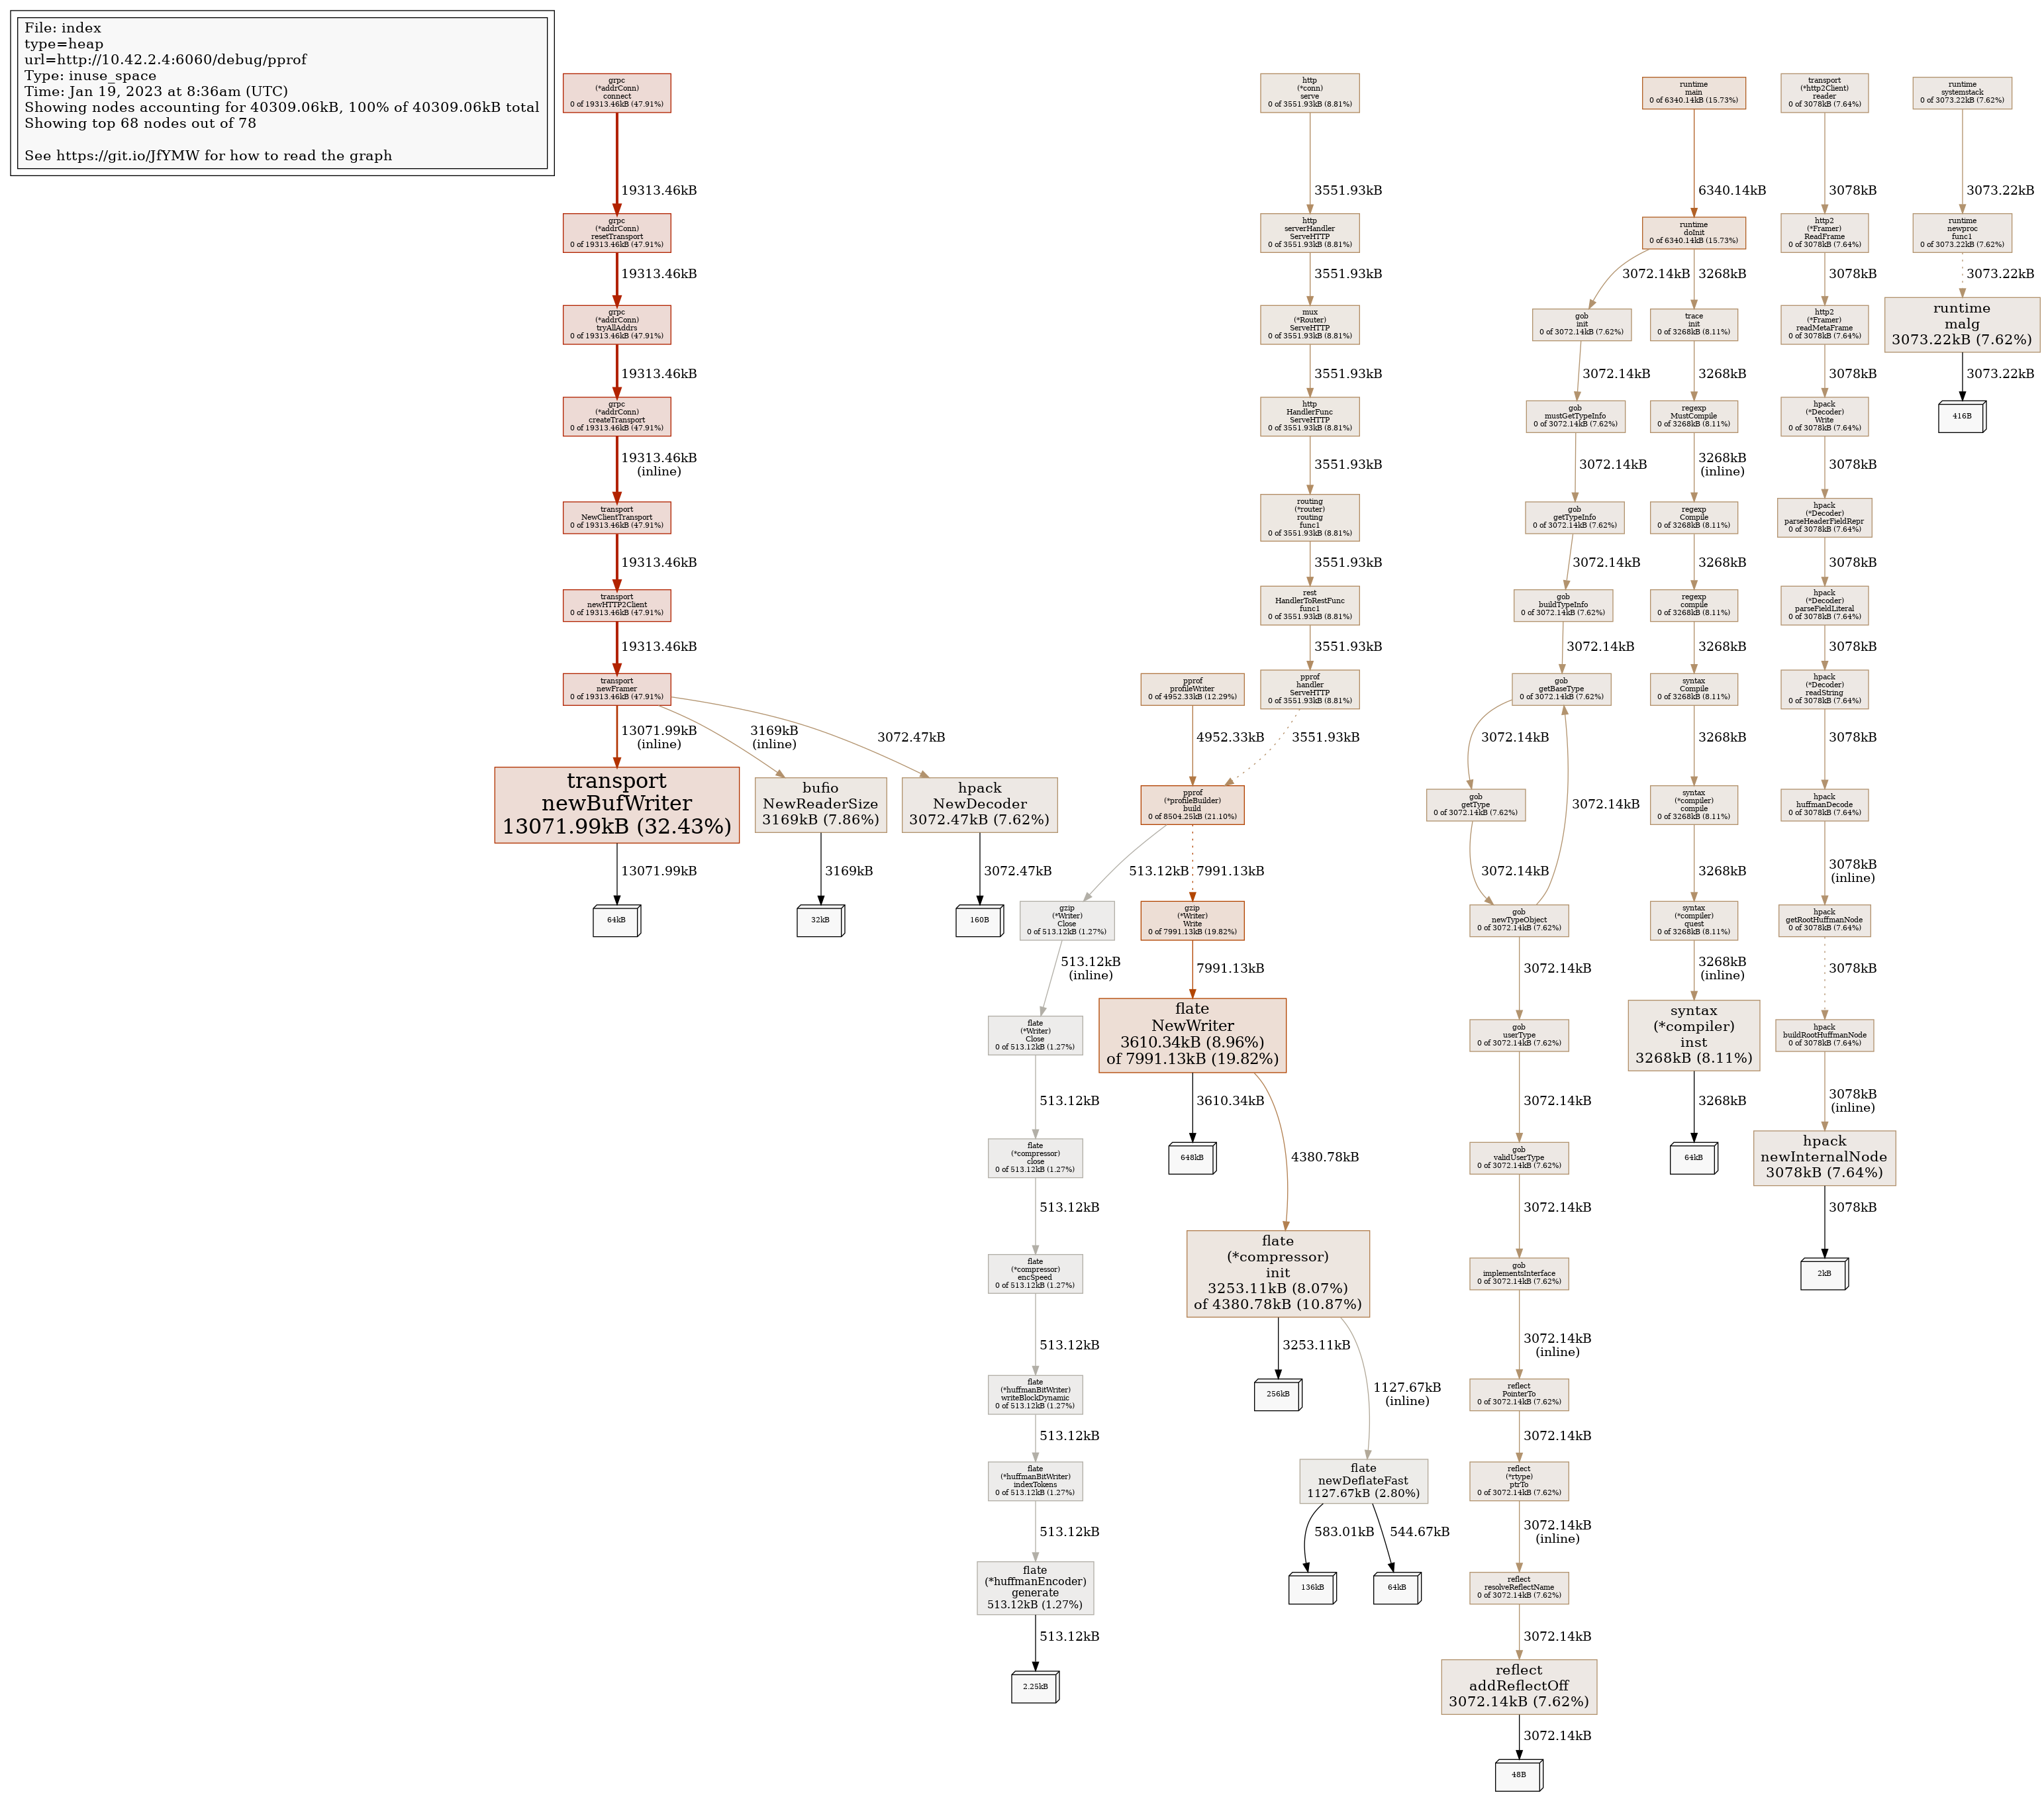 File: index
type=heap
url=http://10.42.2.4:6060/debug/pprof
Type: inuse_space
Time: Jan 19, 2023 at 8:36am (UTC)
Showing nodes accounting for 40309.06kB, 100% of 40309.06kB total
Showing top 68 nodes out of 78
See https://git.io/JfYMW for how to read the graph
grpc
(*addrConn)
connect
0 of 19313.46kB (47.91%)
19313.46kB
grpc
(*addrConn)
resetTransport
0 of 19313.46kB (47.91%)
19313.46kB
grpc
(*addrConn)
tryAllAddrs
0 of 19313.46kB (47.91%)
19313.46kB
grpc
(*addrConn)
createTransport
0 of 19313.46kB (47.91%)
19313.46kB
(inline)
transport
NewClientTransport
0 of 19313.46kB (47.91%)
19313.46kB
transport
newHTTP2Client
0 of 19313.46kB (47.91%)
19313.46kB
transport
newFramer
0 of 19313.46kB (47.91%)
13071.99kB
(inline)
3169kB
(inline)
3072.47kB
transport
newBufWriter
13071.99kB (32.43%)
13071.99kB
64kB
bufio
NewReaderSize
3169kB (7.86%)
3169kB
32kB
hpack
NewDecoder
3072.47kB (7.62%)
3072.47kB
160B
http
(*conn)
serve
0 of 3551.93kB (8.81%)
3551.93kB
http
serverHandler
ServeHTTP
0 of 3551.93kB (8.81%)
3551.93kB
mux
(*Router)
ServeHTTP
0 of 3551.93kB (8.81%)
3551.93kB
http
HandlerFunc
ServeHTTP
0 of 3551.93kB (8.81%)
3551.93kB
routing
(*router)
routing
func1
0 of 3551.93kB (8.81%)
3551.93kB
rest
HandlerToRestFunc
func1
0 of 3551.93kB (8.81%)
3551.93kB
pprof
handler
ServeHTTP
0 of 3551.93kB (8.81%)
3551.93kB
pprof
profileWriter
0 of 4952.33kB (12.29%)
4952.33kB
pprof
(*profileBuilder)
build
0 of 8504.25kB (21.10%)
513.12kB
7991.13kB
gzip
(*Writer)
Close
0 of 513.12kB (1.27%)
513.12kB
(inline)
flate
(*Writer)
Close
0 of 513.12kB (1.27%)
513.12kB
flate
(*compressor)
close
0 of 513.12kB (1.27%)
513.12kB
flate
(*compressor)
encSpeed
0 of 513.12kB (1.27%)
513.12kB
flate
(*huffmanBitWriter)
writeBlockDynamic
0 of 513.12kB (1.27%)
513.12kB
flate
(*huffmanBitWriter)
indexTokens
0 of 513.12kB (1.27%)
513.12kB
flate
(*huffmanEncoder)
generate
513.12kB (1.27%)
513.12kB
2.25kB
gzip
(*Writer)
Write
0 of 7991.13kB (19.82%)
7991.13kB
flate
NewWriter
3610.34kB (8.96%)
of 7991.13kB (19.82%)
3610.34kB
648kB
4380.78kB
flate
(*compressor)
init
3253.11kB (8.07%)
of 4380.78kB (10.87%)
3253.11kB
256kB
1127.67kB
(inline)
flate
newDeflateFast
1127.67kB (2.80%)
583.01kB
136kB
544.67kB
64kB
runtime
main
0 of 6340.14kB (15.73%)
6340.14kB
runtime
doInit
0 of 6340.14kB (15.73%)
3072.14kB
3268kB
gob
init
0 of 3072.14kB (7.62%)
3072.14kB
gob
mustGetTypeInfo
0 of 3072.14kB (7.62%)
3072.14kB
gob
getTypeInfo
0 of 3072.14kB (7.62%)
3072.14kB
gob
buildTypeInfo
0 of 3072.14kB (7.62%)
3072.14kB
gob
getBaseType
0 of 3072.14kB (7.62%)
3072.14kB
3072.14kB
gob
getType
0 of 3072.14kB (7.62%)
3072.14kB
gob
newTypeObject
0 of 3072.14kB (7.62%)
3072.14kB
gob
userType
0 of 3072.14kB (7.62%)
3072.14kB
gob
validUserType
0 of 3072.14kB (7.62%)
3072.14kB
gob
implementsInterface
0 of 3072.14kB (7.62%)
3072.14kB
(inline)
reflect
PointerTo
0 of 3072.14kB (7.62%)
3072.14kB
reflect
(*rtype)
ptrTo
0 of 3072.14kB (7.62%)
3072.14kB
(inline)
reflect
resolveReflectName
0 of 3072.14kB (7.62%)
3072.14kB
reflect
addReflectOff
3072.14kB (7.62%)
3072.14kB
48B
trace
init
0 of 3268kB (8.11%)
3268kB
regexp
MustCompile
0 of 3268kB (8.11%)
3268kB
(inline)
regexp
Compile
0 of 3268kB (8.11%)
3268kB
regexp
compile
0 of 3268kB (8.11%)
3268kB
syntax
Compile
0 of 3268kB (8.11%)
3268kB
syntax
(*compiler)
compile
0 of 3268kB (8.11%)
3268kB
syntax
(*compiler)
quest
0 of 3268kB (8.11%)
3268kB
(inline)
syntax
(*compiler)
inst
3268kB (8.11%)
3268kB
64kB
transport
(*http2Client)
reader
0 of 3078kB (7.64%)
3078kB
http2
(*Framer)
ReadFrame
0 of 3078kB (7.64%)
3078kB
http2
(*Framer)
readMetaFrame
0 of 3078kB (7.64%)
3078kB
hpack
(*Decoder)
Write
0 of 3078kB (7.64%)
3078kB
hpack
(*Decoder)
parseHeaderFieldRepr
0 of 3078kB (7.64%)
3078kB
hpack
(*Decoder)
parseFieldLiteral
0 of 3078kB (7.64%)
3078kB
hpack
(*Decoder)
readString
0 of 3078kB (7.64%)
3078kB
hpack
huffmanDecode
0 of 3078kB (7.64%)
3078kB
(inline)
hpack
getRootHuffmanNode
0 of 3078kB (7.64%)
3078kB
hpack
buildRootHuffmanNode
0 of 3078kB (7.64%)
3078kB
(inline)
hpack
newInternalNode
3078kB (7.64%)
3078kB
2kB
runtime
systemstack
0 of 3073.22kB (7.62%)
3073.22kB
runtime
newproc
func1
0 of 3073.22kB (7.62%)
3073.22kB
runtime
malg
3073.22kB (7.62%)
3073.22kB
416B